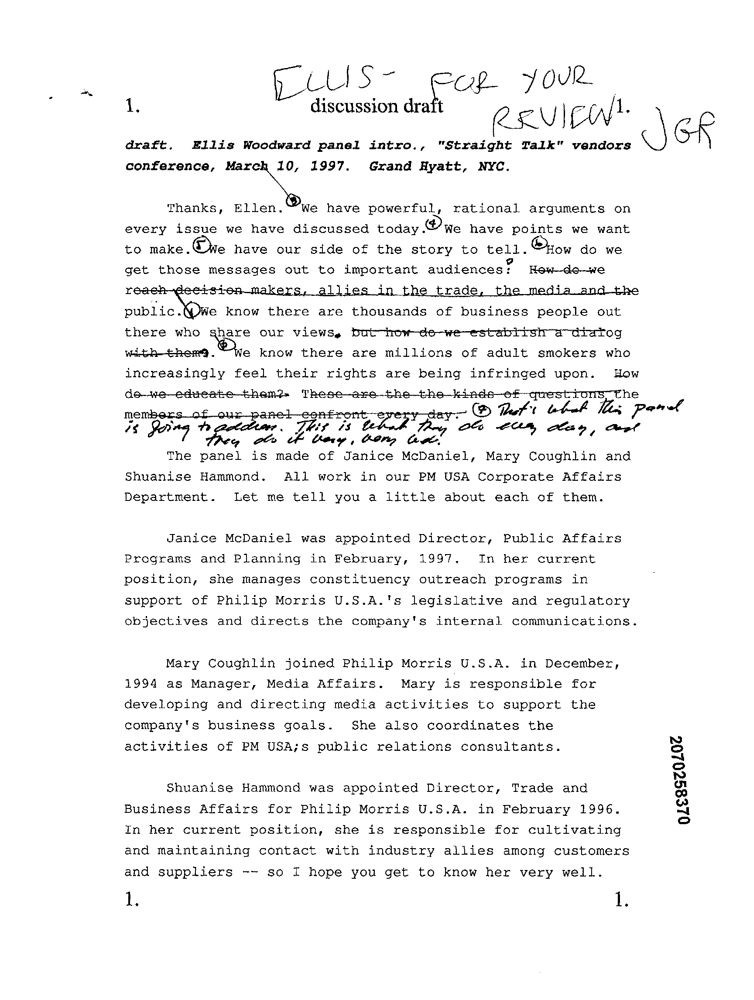 ELLIS- FOR YOUR
REVIEW JGR
1. discussion draft 1.
draft. Ellis Woodward panel intro., "Straight Talk" vendors
conference, March 10, 1997. Grand Hyatt, NYC.
Thanks, Ellen. ③We have powerful, rational arguments on
every issue we have discussed today. ④We have points we want
to make. ⑤We have our side of the story to tell. ⑥How do we
get those messages out to important audiences? How do we
reach decision makers, allies in the trade, the media and the
public. ①We know there are thousands of business people out
there who share our views. but how do we establish a dialog
with them?. ②We know there are millions of adult smokers who
increasingly feel their rights are being infringed upon. How
do we educate them? These are the the kinds of questions the
members of our panel confront every day. ⑦ That's what this panel
is going to address. This is what they do every day, and
they do it very, very well.
The panel is made of Janice McDaniel, Mary Coughlin and
Shuanise Hammond. All work in our PM USA Corporate Affairs
Department. Let me tell you a little about each of them.
Janice McDaniel was appointed Director, Public Affairs
Programs and Planning in February, 1997. In her current
position, she manages constituency outreach programs in
support of Philip Morris U.S.A.'s legislative and regulatory
objectives and directs the company's internal communications.
Mary Coughlin joined Philip Morris U.S.A. in December,
1994 as Manager, Media Affairs. Mary is responsible for
developing and directing media activities to support the
company's business goals. She also coordinates the
activities of PM USA;s public relations consultants.
Shuanise Hammond was appointed Director, Trade and
Business Affairs for Philip Morris U.S.A. in February 1996.
In her current position, she is responsible for cultivating
and maintaining contact with industry allies among customers
and suppliers -- so I hope you get to know her very well.
1. 1.
2070258370